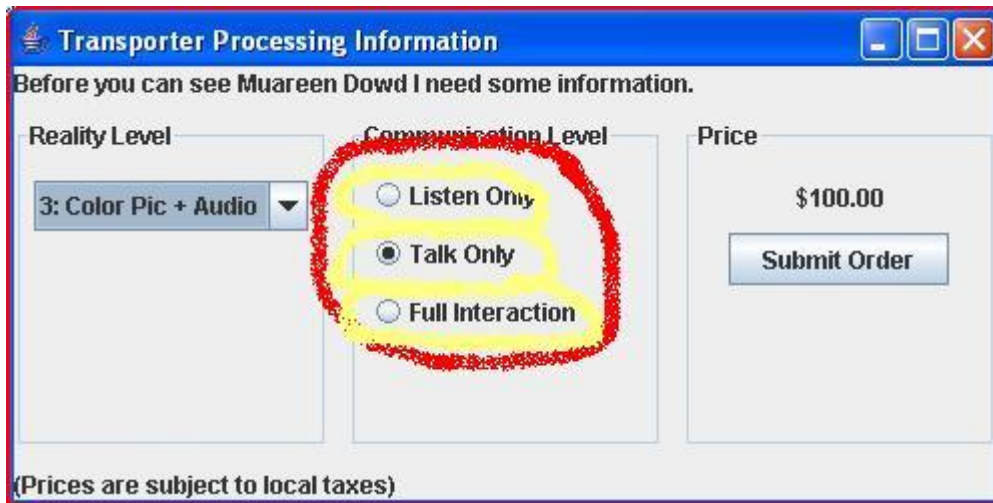 Transporter Processing Information
Before you can see Muareen Dowd I need some information.
Reality Level
3: Color Pic + Audio
Communication Level
Listen Only
Talk Only
Full Interaction
Price
$100.00
Submit Order
(Prices are subject to local taxes)